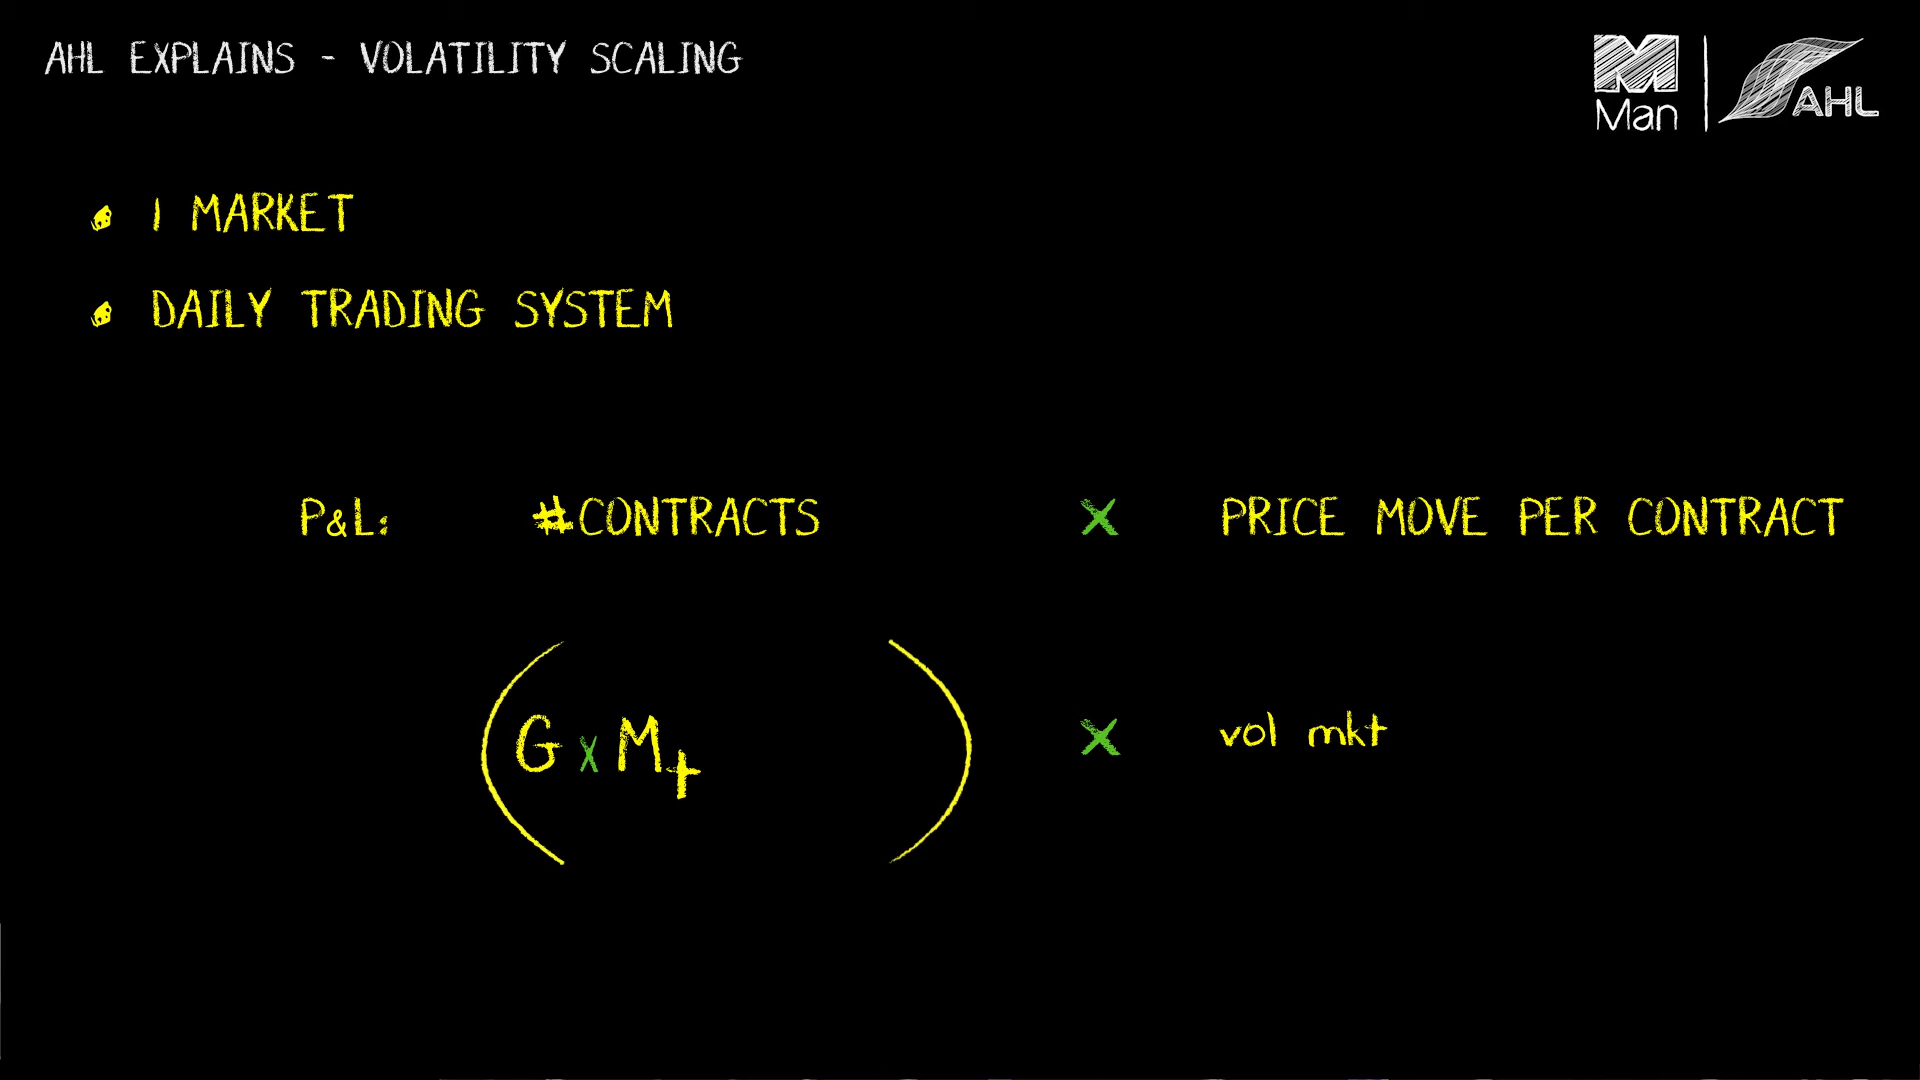 AHL EXPLAINS - VOLATILITY SCALING
Man AHL
1 MARKET
DAILY TRADING SYSTEM
P&L: #CONTRACTS X PRICE MOVE PER CONTRACT
(G x Mt) X vol mkt